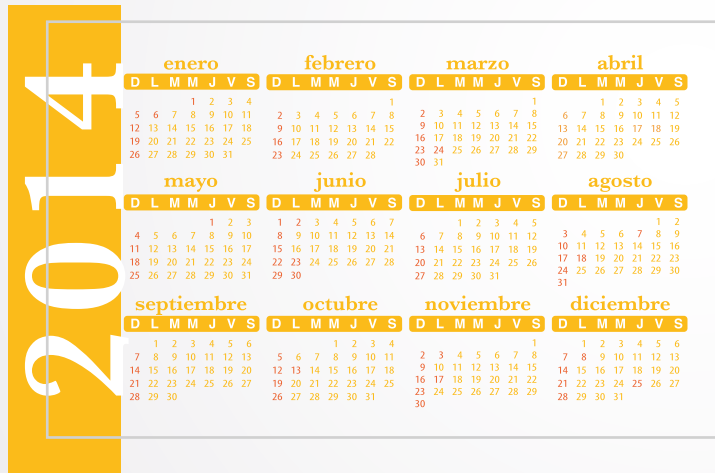 2014
enero
D L M M J V S
1 2 3 4
5 6 7 8 9 10 11
12 13 14 15 16 17 18
19 20 21 22 23 24 25
26 27 28 29 30 31
febrero
D L M M J V S
1
2 3 4 5 6 7 8
9 10 11 12 13 14 15
16 17 18 19 20 21 22
23 24 25 26 27 28
marzo
D L M M J V S
1
2 3 4 5 6 7 8
9 10 11 12 13 14 15
16 17 18 19 20 21 22
23 24 25 26 27 28 29
30 31
abril
D L M M J V S
1 2 3 4 5
6 7 8 9 10 11 12
13 14 15 16 17 18 19
20 21 22 23 24 25 26
27 28 29 30
mayo
D L M M J V S
1 2 3
4 5 6 7 8 9 10
11 12 13 14 15 16 17
18 19 20 21 22 23 24
25 26 27 28 29 30 31
junio
D L M M J V S
1 2 3 4 5 6 7
8 9 10 11 12 13 14
15 16 17 18 19 20 21
22 23 24 25 26 27 28
29 30
julio
D L M M J V S
1 2 3 4 5
6 7 8 9 10 11 12
13 14 15 16 17 18 19
20 21 22 23 24 25 26
27 28 29 30 31
agosto
D L M M J V S
1 2
3 4 5 6 7 8 9
10 11 12 13 14 15 16
17 18 19 20 21 22 23
24 25 26 27 28 29 30
31
septiembre
D L M M J V S
1 2 3 4 5 6
7 8 9 10 11 12 13
14 15 16 17 18 19 20
21 22 23 24 25 26 27
28 29 30
octubre
D L M M J V S
1 2 3 4
5 6 7 8 9 10 11
12 13 14 15 16 17 18
19 20 21 22 23 24 25
26 27 28 29 30 31
noviembre
D L M M J V S
1
2 3 4 5 6 7 8
9 10 11 12 13 14 15
16 17 18 19 20 21 22
23 24 25 26 27 28 29
30
diciembre
D L M M J V S
1 2 3 4 5 6
7 8 9 10 11 12 13
14 15 16 17 18 19 20
21 22 23 24 25 26 27
28 29 30 31